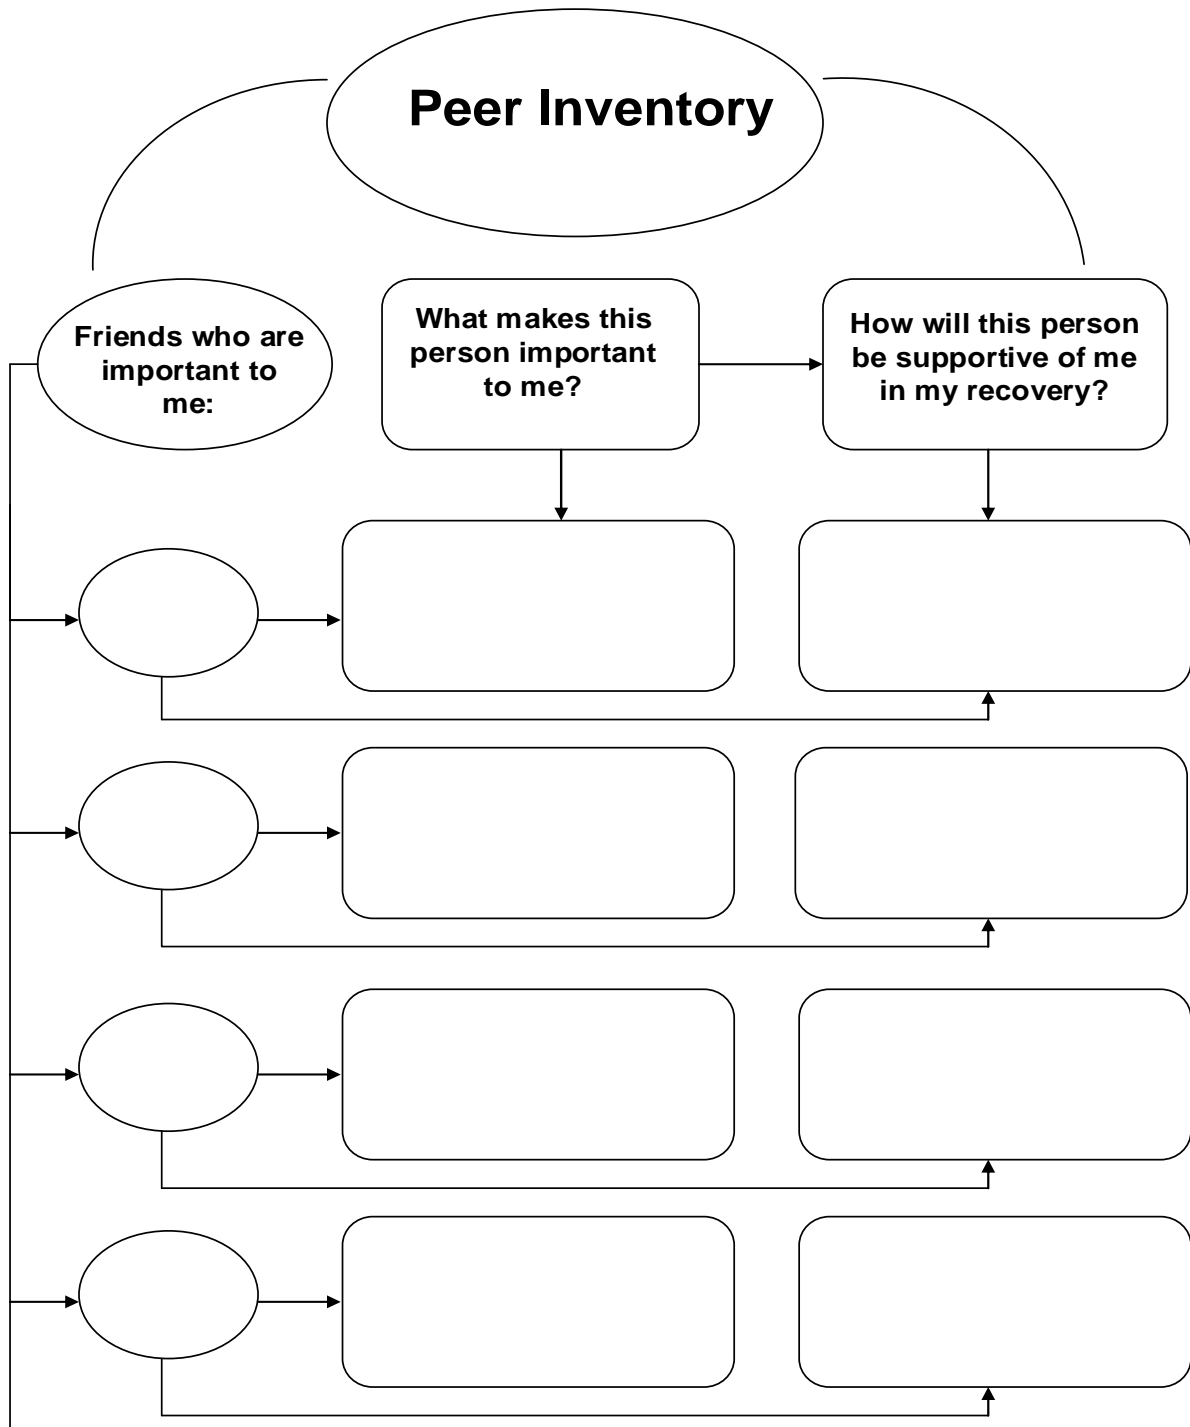 Peer Inventory
Friends who are
important to
me:
What makes this
person important
to me?
How will this person
be supportive of me
in my recovery?